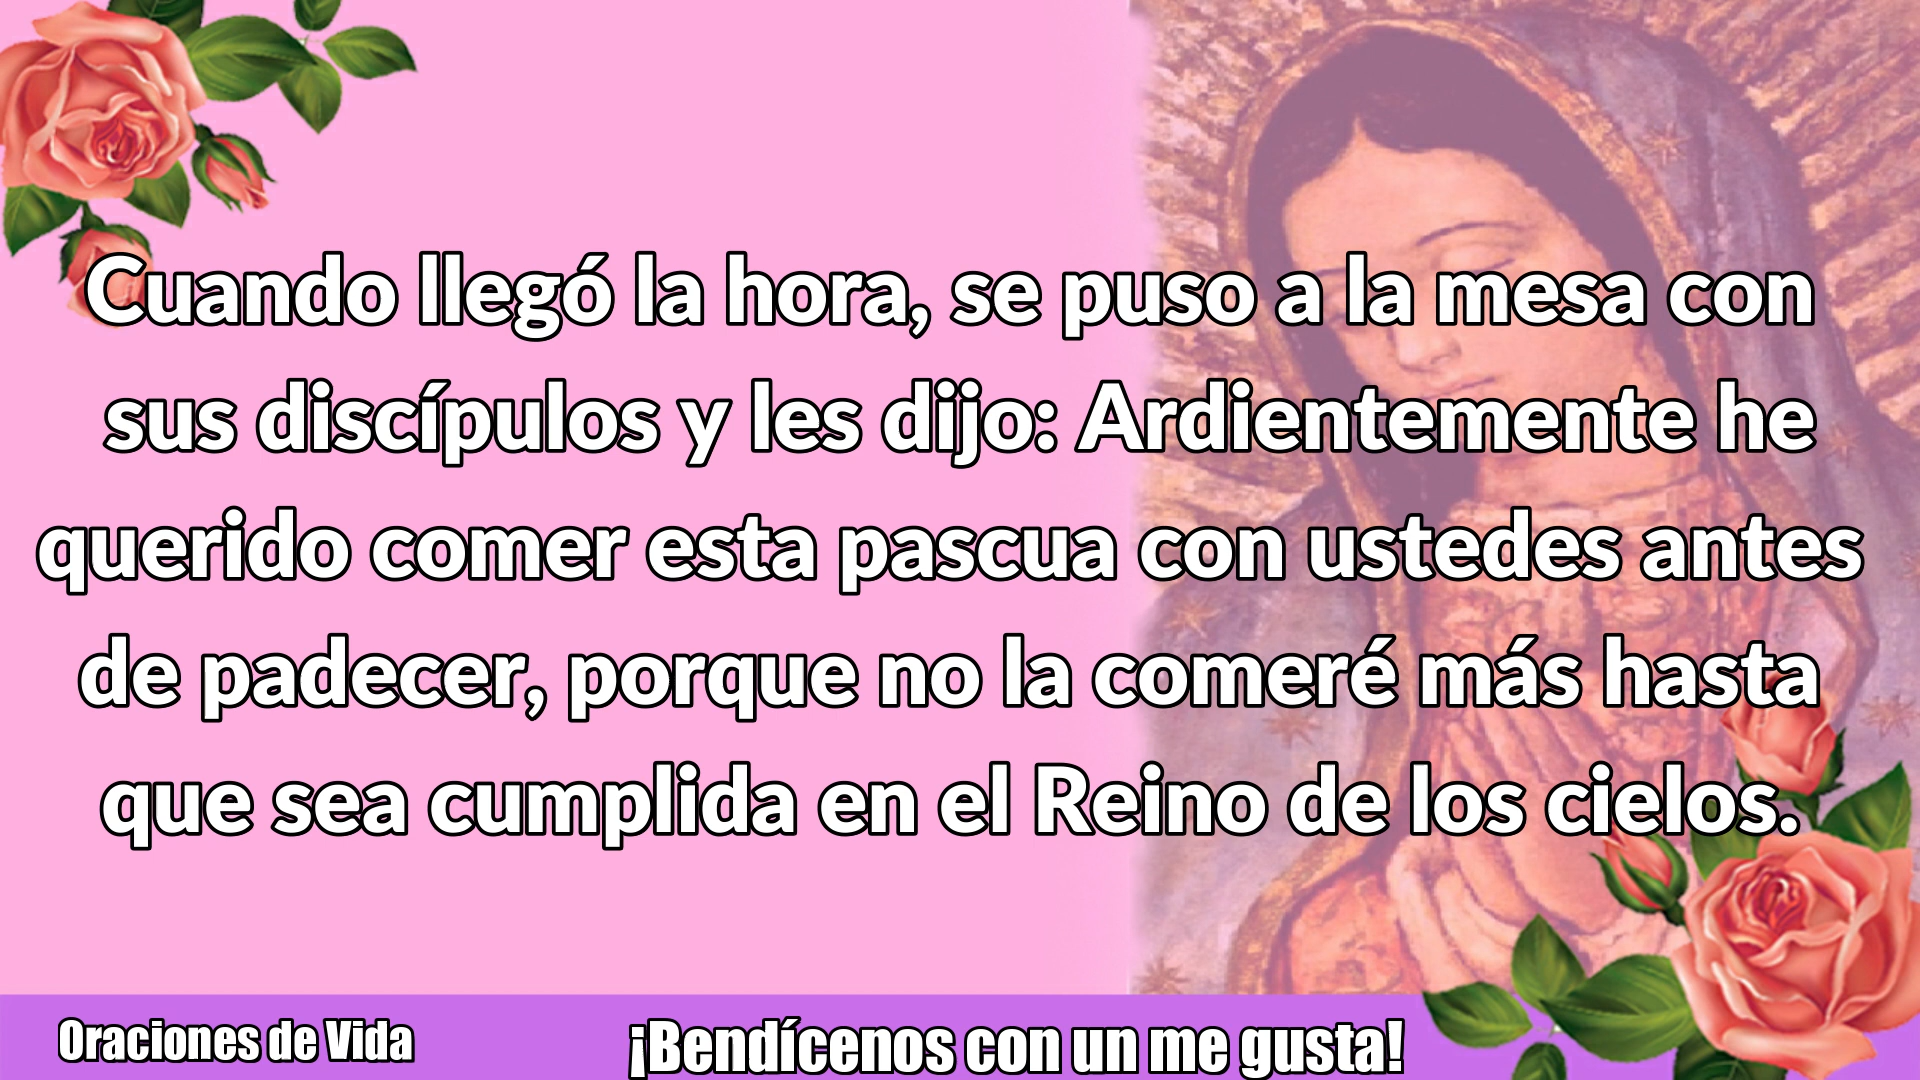 Cuando llegó la hora, se puso a la mesa con
sus discípulos y les dijo: Ardientemente he
querido comer esta pascua con ustedes antes
de padecer, porque no la comeré más hasta
que sea cumplida en el Reino de los cielos.
Oraciones de Vida
¡Bendícenos con un me gusta!